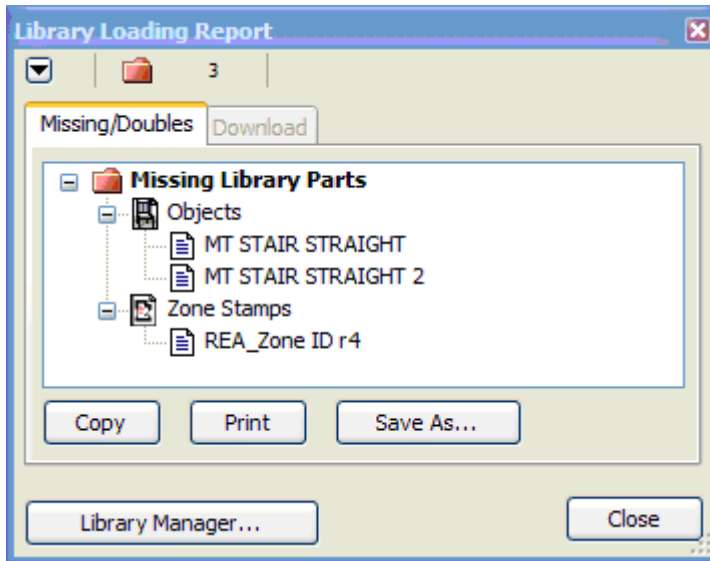 Library Loading Report
3
Missing/Doubles Download
Missing Library Parts
Objects
MT STAIR STRAIGHT
MT STAIR STRAIGHT 2
Zone Stamps
REA_Zone ID r4
Copy Print Save As...
Library Manager... Close